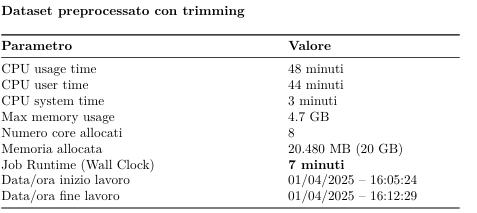 Dataset preprocessato con trimming
Parametro Valore
CPU usage time 48 minuti
CPU user time 44 minuti
CPU system time 3 minuti
Max memory usage 4.7 GB
Numero core allocati 8
Memoria allocata 20.480 MB (20 GB)
Job Runtime (Wall Clock) 7 minuti
Data/ora inizio lavoro 01/04/2025 – 16:05:24
Data/ora fine lavoro 01/04/2025 – 16:12:29